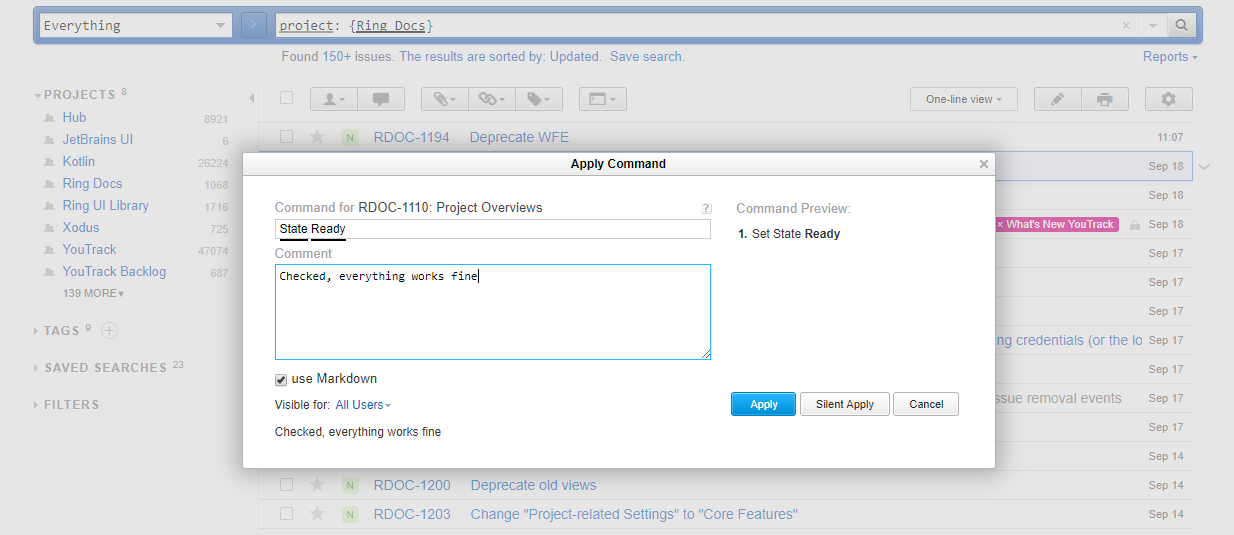 Everything project: {Ring Docs}
Found 150+ issues. The results are sorted by: Updated. Save search. Reports
PROJECTS 8
Hub 8921
JetBrains UI 6
Kotlin 26224
Ring Docs 1068
Ring UI Library 1716
Xodus 725
YouTrack 47074
YouTrack Backlog 687
139 MORE
TAGS 9
SAVED SEARCHES 23
FILTERS
One-line view
N RDOC-1194 Deprecate WFE 11:07
Apply Command
Command for RDOC-1110: Project Overviews ?
State Ready
Comment
Checked, everything works fine
use Markdown
Visible for: All Users
Checked, everything works fine
Command Preview:
1. Set State Ready
Apply Silent Apply Cancel
Sep 18
Sep 18
× What's New YouTrack Sep 18
Sep 17
Sep 17
Sep 17
ng credentials (or the lo Sep 17
Sep 17
ssue removal events Sep 17
Sep 17
Sep 14
N RDOC-1200 Deprecate old views Sep 14
N RDOC-1203 Change "Project-related Settings" to "Core Features" Sep 14